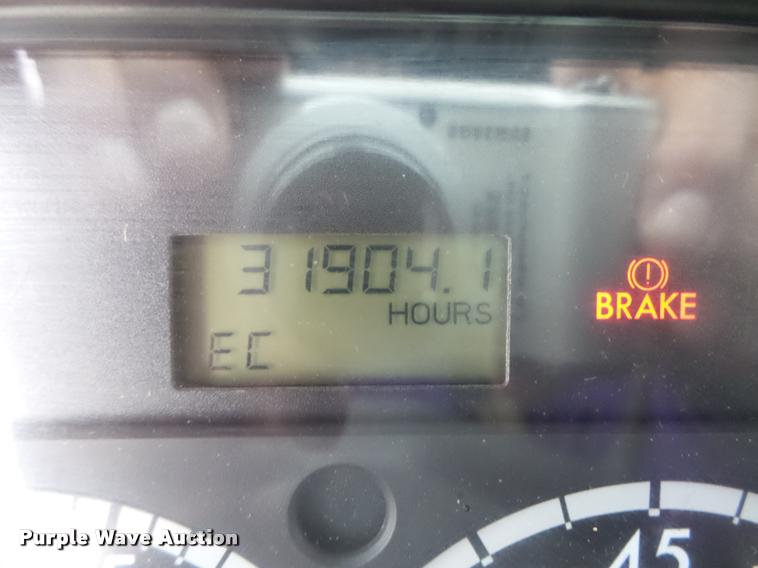 31904.1
HOURS
BRAKE
EC
45
Purple Wave Auction